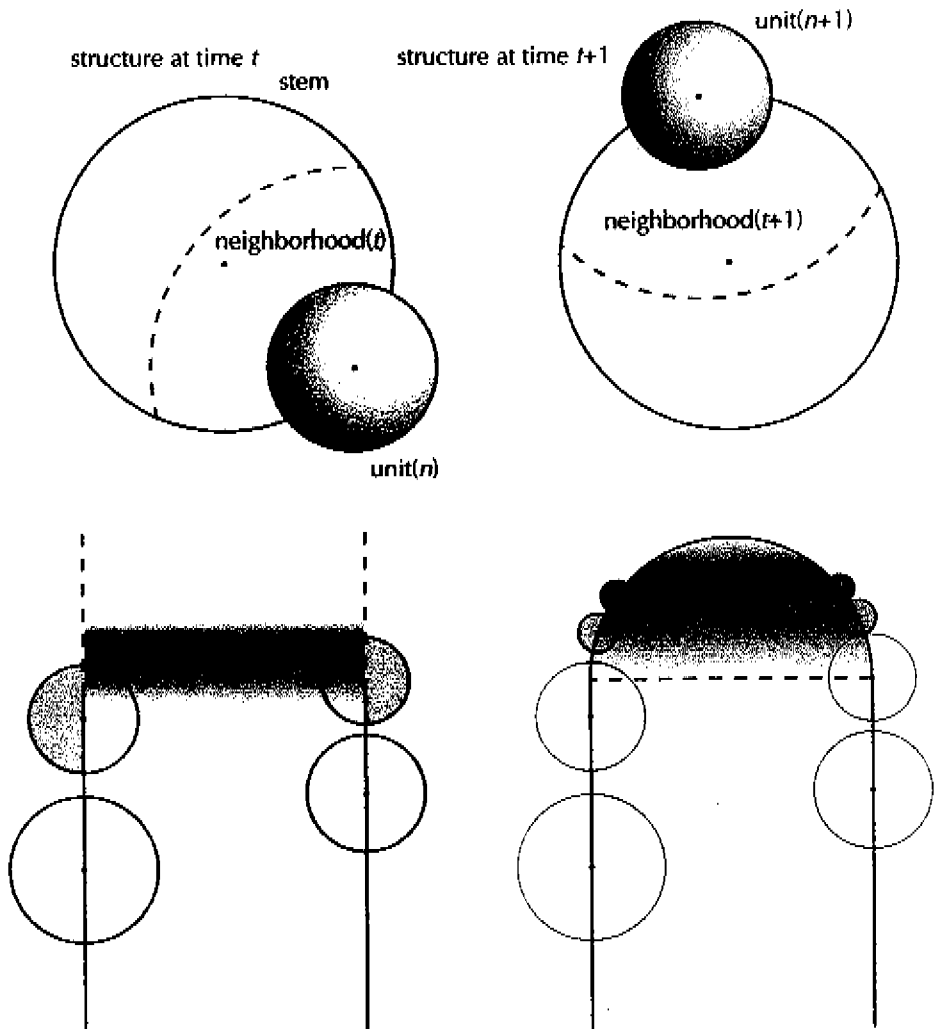 structure at time t
stem
neighborhood(t)
unit(n)
structure at time t+1
unit(n+1)
neighborhood(t+1)